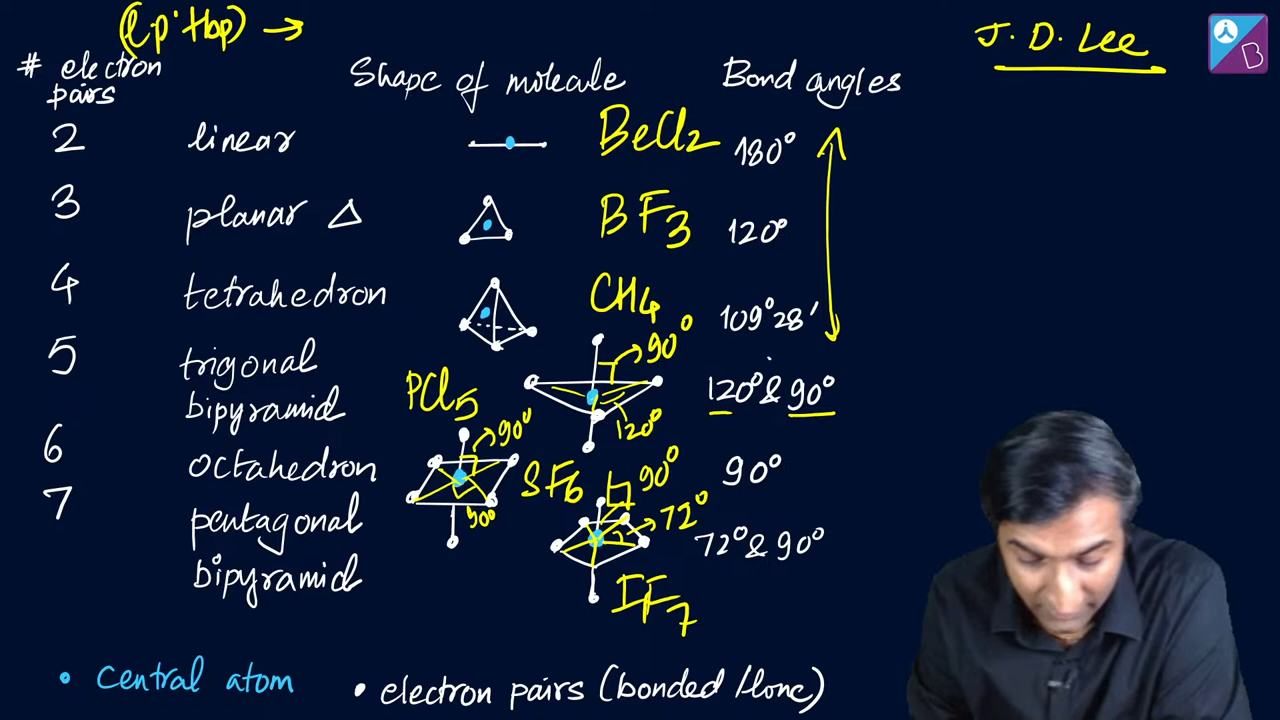 (l.p + bp) →
J. D. Lee
B
# electron pairs
Shape of molecule
Bond angles
2 linear BeCl2 180°
3 planar △ BF3 120°
4 tetrahedron CH4 109°28′
5 trigonal bipyramid PCl5 90° 120° 120° & 90°
6 octahedron 90° 90° SF6 90°
7 pentagonal bipyramid 90° 72° IF7 72° & 90°
• Central atom
• electron pairs (bonded / lone)